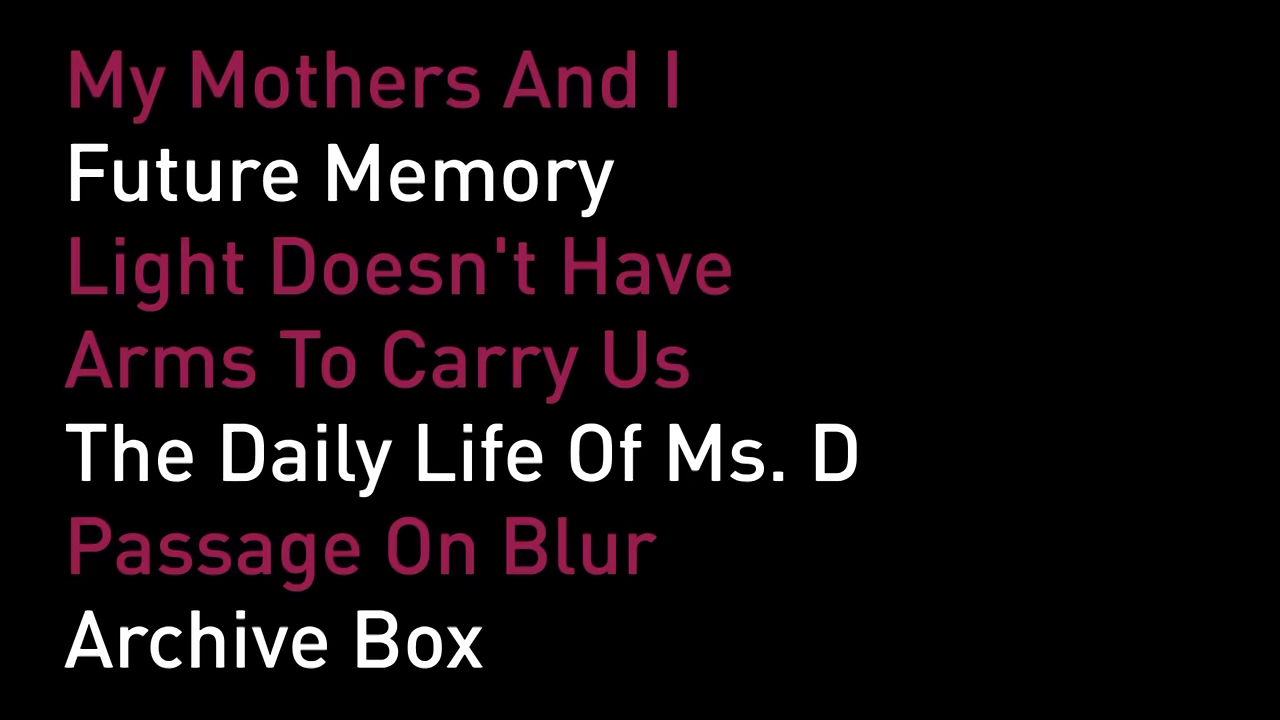 My Mothers And I
Future Memory
Light Doesn't Have
Arms To Carry Us
The Daily Life Of Ms. D
Passage On Blur
Archive Box